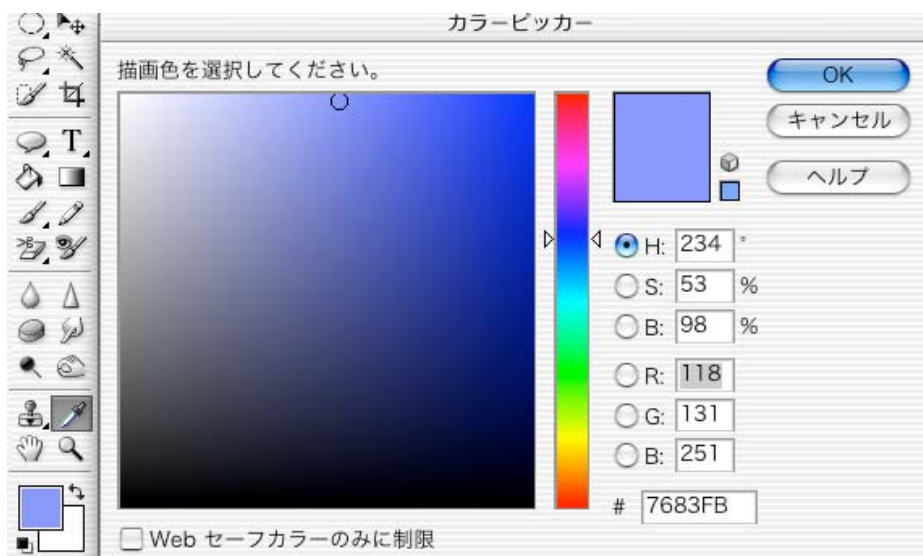 カラーピッカー
描画色を選択してください。
OK
キャンセル
ヘルプ
H: 234 °
S: 53 %
B: 98 %
R: 118
G: 131
B: 251
# 7683FB
Web セーフカラーのみに制限
T